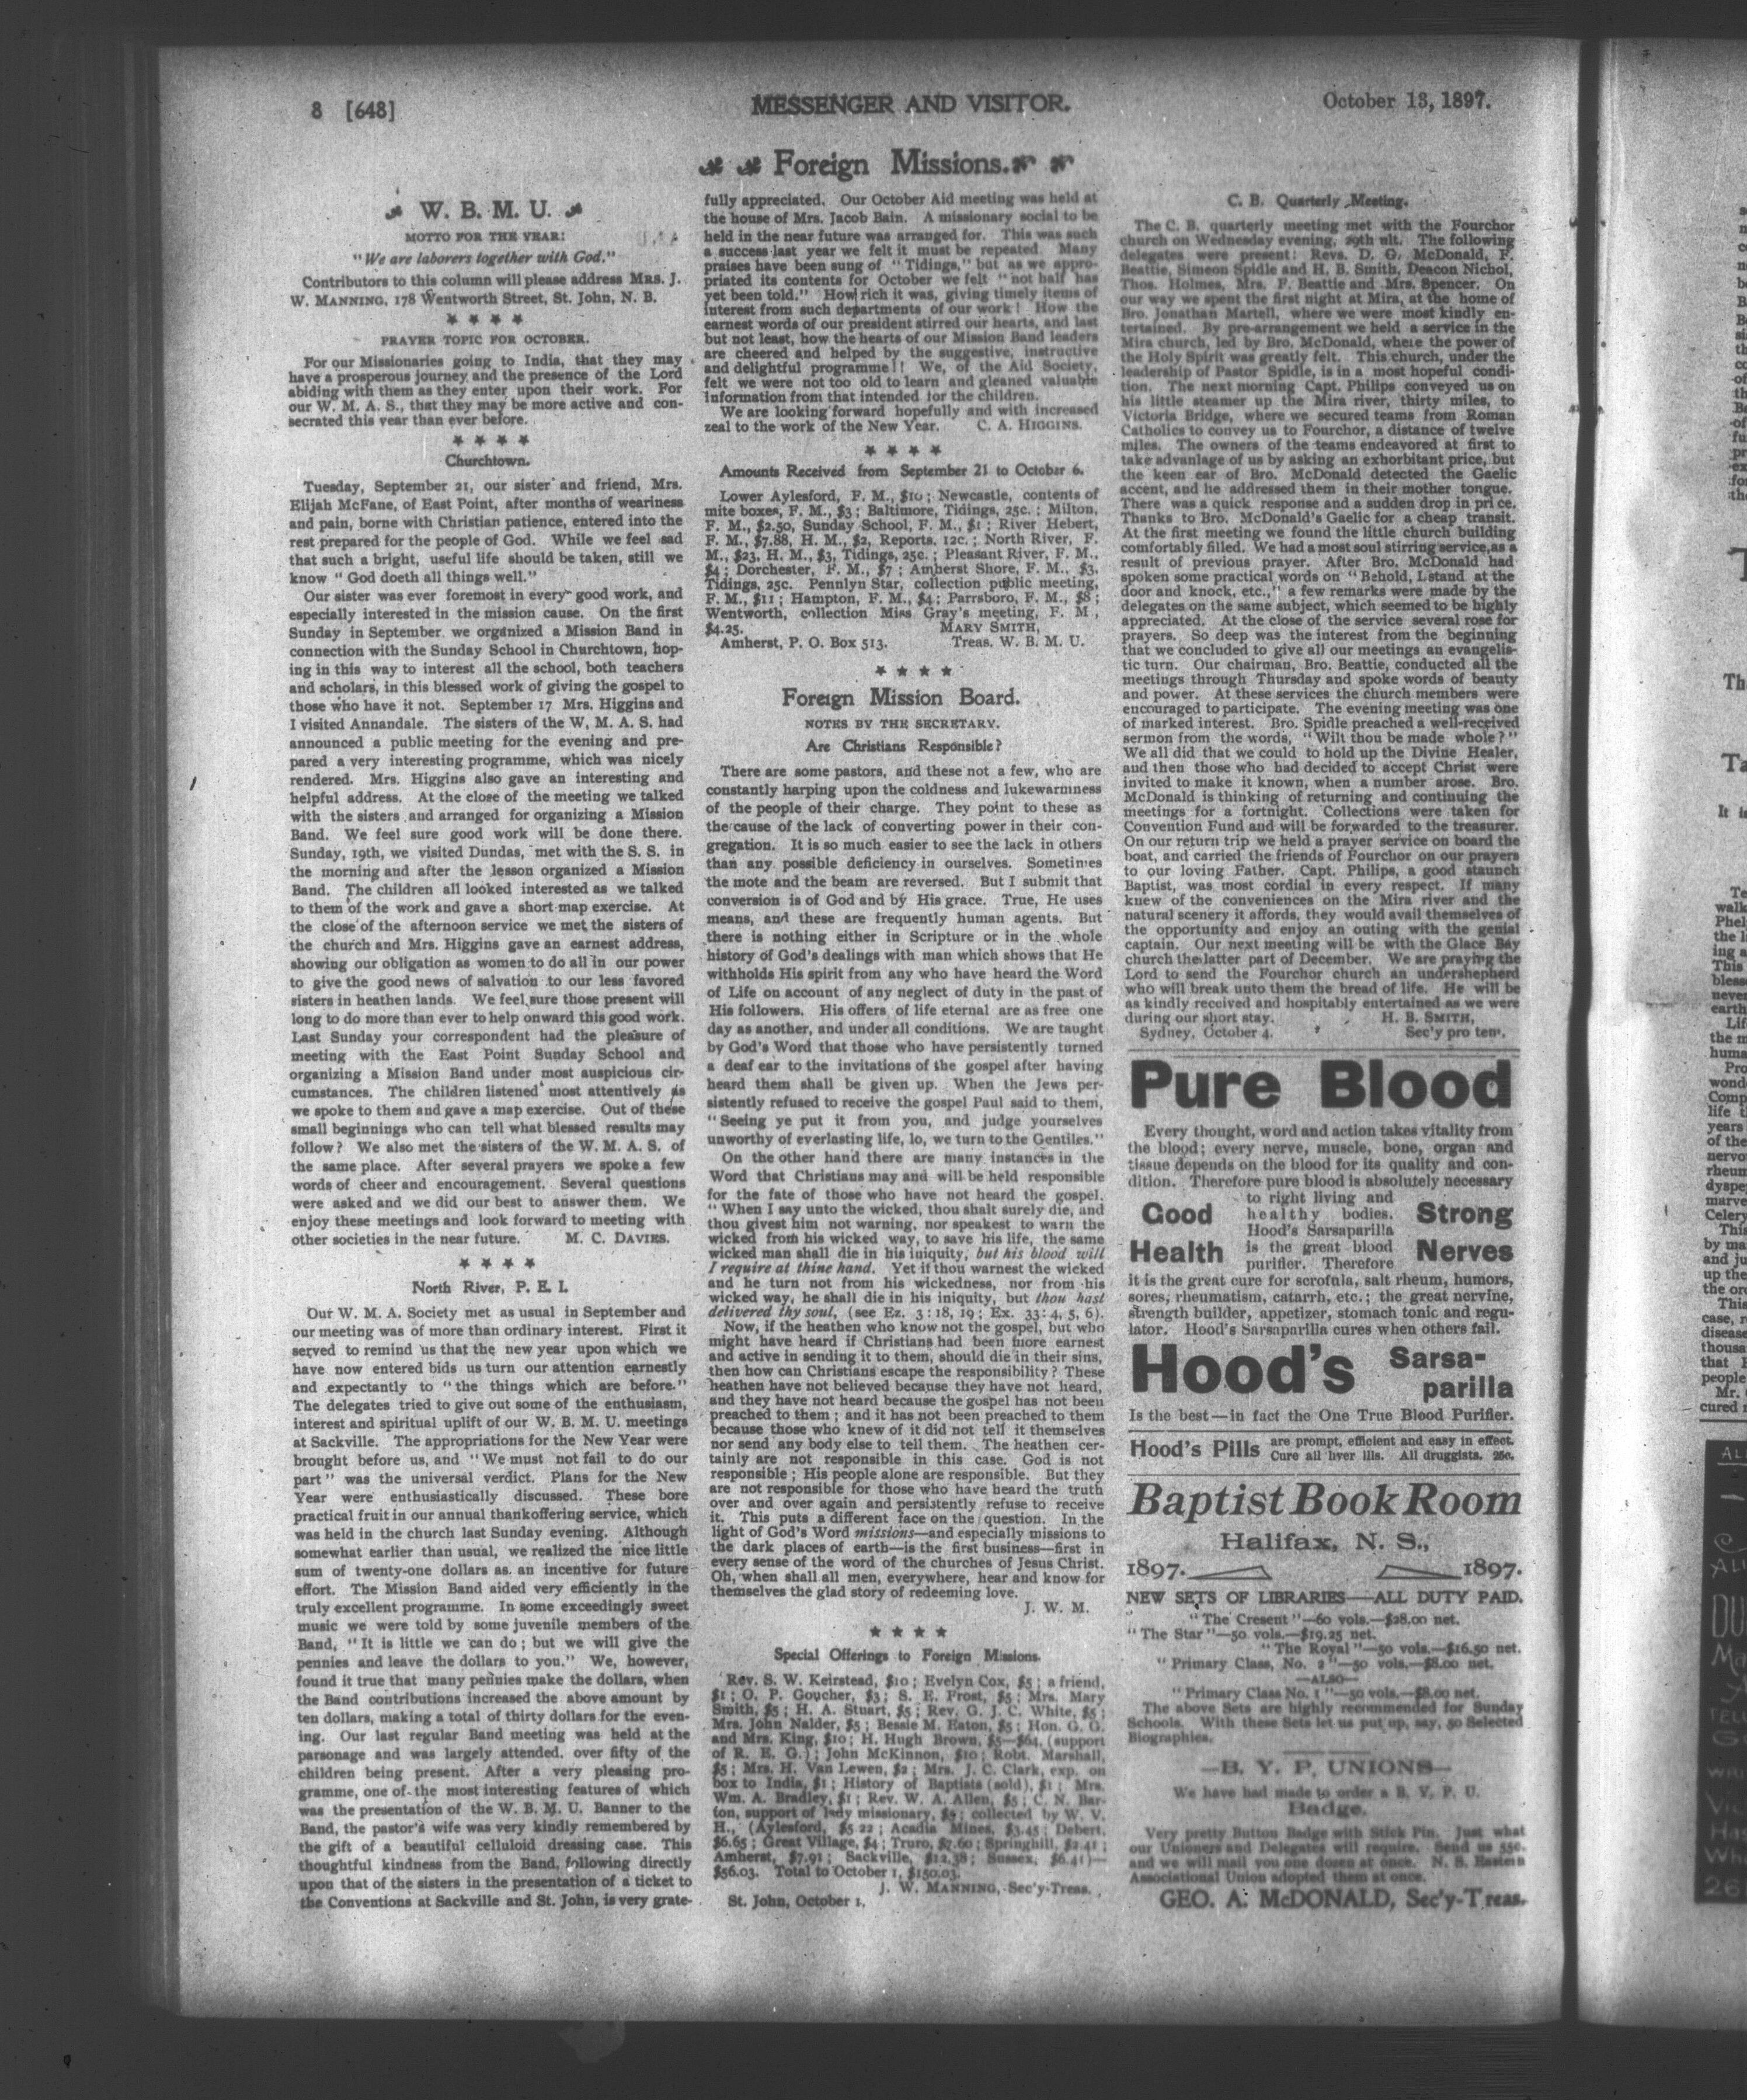 8 [648]
MESSENGER AND VISITOR.
October 13, 1897.
Foreign Missions.
W. B. M. U.
MOTTO FOR THE YEAR:
"We are laborers together with God."
Contributors to this column will please address MRS. J.
W. MANNING, 178 Wentworth Street, St. John, N. B.
* * * *
PRAYER TOPIC FOR OCTOBER.
For our Missionaries going to India, that they may
have a prosperous journey and the presence of the Lord
abiding with them as they enter upon their work. For
our W. M. A. S., that they may be more active and con-
secrated this year than ever before.
* * * *
Churchtown.
Tuesday, September 21, our sister and friend, Mrs.
Elijah McFane, of East Point, after months of weariness
and pain, borne with Christian patience, entered into the
rest prepared for the people of God. While we feel sad
that such a bright, useful life should be taken, still we
know "God doeth all things well."
Our sister was ever foremost in every good work, and
especially interested in the mission cause. On the first
Sunday in September we organized a Mission Band in
connection with the Sunday School in Churchtown, hop-
ing in this way to interest all the school, both teachers
and scholars, in this blessed work of giving the gospel to
those who have it not. September 17 Mrs. Higgins and
I visited Annandale. The sisters of the W. M. A. S. had
announced a public meeting for the evening and pre-
pared a very interesting programme, which was nicely
rendered. Mrs. Higgins also gave an interesting and
helpful address. At the close of the meeting we talked
with the sisters and arranged for organizing a Mission
Band. We feel sure good work will be done there.
Sunday, 19th, we visited Dundas, met with the S. S. in
the morning and after the lesson organized a Mission
Band. The children all looked interested as we talked
to them of the work and gave a short map exercise. At
the close of the afternoon service we met the sisters of
the church and Mrs. Higgins gave an earnest address,
showing our obligation as women to do all in our power
to give the good news of salvation to our less favored
sisters in heathen lands. We feel sure those present will
long to do more than ever to help onward this good work.
Last Sunday your correspondent had the pleasure of
meeting with the East Point Sunday School and
organizing a Mission Band under most auspicious cir-
cumstances. The children listened most attentively as
we spoke to them and gave a map exercise. Out of these
small beginnings who can tell what blessed results may
follow? We also met the sisters of the W. M. A. S. of
the same place. After several prayers we spoke a few
words of cheer and encouragement. Several questions
were asked and we did our best to answer them. We
enjoy these meetings and look forward to meeting with
other societies in the near future. M. C. DAVIES.
* * * *
North River, P. E. I.
Our W. M. A. Society met as usual in September and
our meeting was of more than ordinary interest. First it
served to remind us that the new year upon which we
have now entered bids us turn our attention earnestly
and expectantly to "the things which are before."
The delegates tried to give out some of the enthusiasm,
interest and spiritual uplift of our W. B. M. U. meetings
at Sackville. The appropriations for the New Year were
brought before us, and "We must not fail to do our
part" was the universal verdict. Plans for the New
Year were enthusiastically discussed. These bore
practical fruit in our annual thankoffering service, which
was held in the church last Sunday evening. Although
somewhat earlier than usual, we realized the nice little
sum of twenty-one dollars as an incentive for future
effort. The Mission Band aided very efficiently in the
truly excellent programme. In some exceedingly sweet
music we were told by some juvenile members of the
Band, "It is little we can do; but we will give the
pennies and leave the dollars to you." We, however,
found it true that many pennies make the dollars, when
the Band contributions increased the above amount by
ten dollars, making a total of thirty dollars for the even-
ing. Our last regular Band meeting was held at the
parsonage and was largely attended, over fifty of the
children being present. After a very pleasing pro-
gramme, one of the most interesting features of which
was the presentation of the W. B. M. U. Banner to the
Band, the pastor's wife was very kindly remembered by
the gift of a beautiful celluloid dressing case. This
thoughtful kindness from the Band, following directly
upon that of the sisters in the presentation of a ticket to
the Conventions at Sackville and St. John, is very grate-
fully appreciated. Our October Aid meeting was held at
the house of Mrs. Jacob Bain. A missionary social to be
held in the near future was arranged for. This was such
a success last year we felt it must be repeated. Many
praises have been sung of "Tidings," but as we appro-
priated its contents for October we felt "not half has
yet been told." How rich it was, giving timely items of
interest from such departments of our work! How the
earnest words of our president stirred our hearts, and last
but not least, how the hearts of our Mission Band leaders
are cheered and helped by the suggestive, instructive
and delightful programme! We, of the Aid Society,
felt we were not too old to learn and gleaned valuable
information from that intended for the children.
We are looking forward hopefully and with increased
zeal to the work of the New Year. C. A. HIGGINS.
* * * *
Amounts Received from September 21 to October 6.
Lower Aylesford, F. M., $10; Newcastle, contents of
mite boxes, F. M., $3; Baltimore, Tidings, 25c.; Milton,
F. M., $2.50, Sunday School, F. M., $1; River Hebert,
F. M., $7.88, H. M., $2, Reports, 12c.; North River, F.
M., $23, H. M., $3, Tidings, 25c.; Pleasant River, F. M.,
$4; Dorchester, F. M., $7; Amherst Shore, F. M., $3,
Tidings, 25c. Pennlyn Star, collection public meeting,
F. M., $11; Hampton, F. M., $4; Parrsboro, F. M., $8;
Wentworth, collection Miss Gray's meeting, F. M,
$4.25. MARY SMITH,
Amherst, P. O. Box 513. Treas. W. B. M. U.
* * * *
Foreign Mission Board.
NOTES BY THE SECRETARY.
Are Christians Responsible?
There are some pastors, and these not a few, who are
constantly harping upon the coldness and lukewarmness
of the people of their charge. They point to these as
the cause of the lack of converting power in their con-
gregation. It is so much easier to see the lack in others
than any possible deficiency in ourselves. Sometimes
the mote and the beam are reversed. But I submit that
conversion is of God and by His grace. True, He uses
means, and these are frequently human agents. But
there is nothing either in Scripture or in the whole
history of God's dealings with man which shows that He
withholds His spirit from any who have heard the Word
of Life on account of any neglect of duty in the past of
His followers. His offers of life eternal are as free one
day as another, and under all conditions. We are taught
by God's Word that those who have persistently turned
a deaf ear to the invitations of the gospel after having
heard them shall be given up. When the Jews per-
sistently refused to receive the gospel Paul said to them,
"Seeing ye put it from you, and judge yourselves
unworthy of everlasting life, lo, we turn to the Gentiles."
On the other hand there are many instances in the
Word that Christians may and will be held responsible
for the fate of those who have not heard the gospel.
"When I say unto the wicked, thou shalt surely die, and
thou givest him not warning, nor speakest to warn the
wicked from his wicked way, to save his life, the same
wicked man shall die in his iniquity, but his blood will
I require at thine hand. Yet if thou warnest the wicked
and he turn not from his wickedness, nor from his
wicked way, he shall die in his iniquity, but thou hast
delivered thy soul, (see Ez. 3:18, 19; Ex. 33:4, 5, 6).
Now, if the heathen who know not the gospel, but who
might have heard if Christians had been more earnest
and active in sending it to them, should die in their sins,
then how can Christians escape the responsibility? These
heathen have not believed because they have not heard,
and they have not heard because the gospel has not been
preached to them; and it has not been preached to them
because those who knew of it did not tell it themselves
nor send any body else to tell them. The heathen cer-
tainly are not responsible in this case. God is not
responsible; His people alone are responsible. But they
are not responsible for those who have heard the truth
over and over again and persistently refuse to receive
it. This puts a different face on the question. In the
light of God's Word missions—and especially missions to
the dark places of earth—is the first business—first in
every sense of the word of the churches of Jesus Christ.
Oh, when shall all men, everywhere, hear and know for
themselves the glad story of redeeming love.
J. W. M.
* * * *
Special Offerings to Foreign Missions.
Rev. S. W. Keirstead, $10; Evelyn Cox, $5; a friend,
$1; O. P. Goucher, $3; S. E. Frost, $5; Mrs. Mary
Smith, $5; H. A. Stuart, $5; Rev. G. J. C. White, $5;
Mrs. John Nalder, $5; Bessie M. Eaton, $5; Hon. G. G.
and Mrs. King, $10; H. Hugh Brown, $5—$64, (support
of R. E. G.); John McKinnon, $10; Robt. Marshall,
$5; Mrs. H. Van Lewen, $2; Mrs. J. C. Clark, exp. on
box to India, $1; History of Baptists (sold), $1; Mrs.
Wm. A. Bradley, $1; Rev. W. A. Allen, $5; C. N. Bar-
ton, support of lady missionary, collected by W. V.
H., (Aylesford, $5 22; Acadia Mines, $3.45; Debert,
$6.65; Great Village, $4; Truro, $7.60; Springhill, $2.41;
Amherst, $7.91; Sackville, $12.38; Sussex, $6.41)—
$56.03. Total to October 1, $150.03.
J. W. MANNING, Sec'y-Treas.
St. John, October 1.
C. B. Quarterly Meeting.
The C. B. quarterly meeting met with the Fourchor
church on Wednesday evening, 29th ult. The following
delegates were present: Revs. D. G. McDonald, F.
Beattie, Simeon Spidle and H. B. Smith, Deacon Nichol,
Thos. Holmes, Mrs. F. Beattie and Mrs. Spencer. On
our way we spent the first night at Mira, at the home of
Bro. Jonathan Martell, where we were most kindly en-
tertained. By pre-arrangement we held a service in the
Mira church, led by Bro. McDonald, where the power of
the Holy Spirit was greatly felt. This church, under the
leadership of Pastor Spidle, is in a most hopeful condi-
tion. The next morning Capt. Philips conveyed us on
his little steamer up the Mira river, thirty miles, to
Victoria Bridge, where we secured teams from Roman
Catholics to convey us to Fourchor, a distance of twelve
miles. The owners of the teams endeavored at first to
take advantage of us by asking an exhorbitant price, but
the keen ear of Bro. McDonald detected the Gaelic
accent, and he addressed them in their mother tongue.
There was a quick response and a sudden drop in price.
Thanks to Bro. McDonald's Gaelic for a cheap transit.
At the first meeting we found the little church building
comfortably filled. We had a most soul stirring service, as a
result of previous prayer. After Bro. McDonald had
spoken some practical words on "Behold, I stand at the
door and knock, etc.," a few remarks were made by the
delegates on the same subject, which seemed to be highly
appreciated. At the close of the service several rose for
prayers. So deep was the interest from the beginning
that we concluded to give all our meetings an evangelis-
tic turn. Our chairman, Bro. Beattie, conducted all the
meetings through Thursday and spoke words of beauty
and power. At these services the church members were
encouraged to participate. The evening meeting was one
of marked interest. Bro. Spidle preached a well-received
sermon from the words, "Wilt thou be made whole?"
We all did that we could to hold up the Divine Healer,
and then those who had decided to accept Christ were
invited to make it known, when a number arose. Bro.
McDonald is thinking of returning and continuing the
meetings for a fortnight. Collections were taken for
Convention Fund and will be forwarded to the treasurer.
On our return trip we held a prayer service on board the
boat, and carried the friends of Fourchor on our prayers
to our loving Father. Capt. Philips, a good staunch
Baptist, was most cordial in every respect. If many
knew of the conveniences on the Mira river and the
natural scenery it affords, they would avail themselves of
the opportunity and enjoy an outing with the genial
captain. Our next meeting will be with the Glace Bay
church the latter part of December. We are praying the
Lord to send the Fourchor church an undershepherd
who will break unto them the bread of life. He will be
as kindly received and hospitably entertained as we were
during our short stay. H. B. SMITH,
Sydney, October 4. Sec'y pro tem.
Pure Blood
Every thought, word and action takes vitality from
the blood; every nerve, muscle, bone, organ and
tissue depends on the blood for its quality and con-
dition. Therefore pure blood is absolutely necessary
to right living and
Good healthy bodies. Strong
Hood's Sarsaparilla
Health is the great blood Nerves
purifier. Therefore
it is the great cure for scrofula, salt rheum, humors,
sores, rheumatism, catarrh, etc.; the great nervine,
strength builder, appetizer, stomach tonic and regu-
lator. Hood's Sarsaparilla cures when others fail.
Hood's Sarsa-
parilla
Is the best—in fact the One True Blood Purifier.
Hood's Pills are prompt, efficient and easy in effect.
Cure all liver ills. All druggists. 25c.
Baptist Book Room
Halifax, N. S.,
1897. 1897.
NEW SETS OF LIBRARIES—ALL DUTY PAID.
"The Cresent"—60 vols.—$28.00 net.
"The Star"—50 vols.—$19.25 net.
"The Royal"—50 vols.—$16.50 net.
"Primary Class, No. 2"—50 vols.—$8.00 net.
—ALSO—
"Primary Class No. 1"—50 vols.—$8.00 net.
The above Sets are highly recommended for Sunday
Schools. With these Sets let us put up, say, 50 Selected
Biographies.
—B. Y. P. UNIONS—
We have had made to order a B. Y. P. U.
Badge.
Very pretty Button Badge with Stick Pin. Just what
our Unioners and Delegates will require. Send us 55c.
and we will mail you one dozen at once. N. S. Eastern
Associational Union adopted them at once.
GEO. A. McDONALD, Sec'y-Treas.